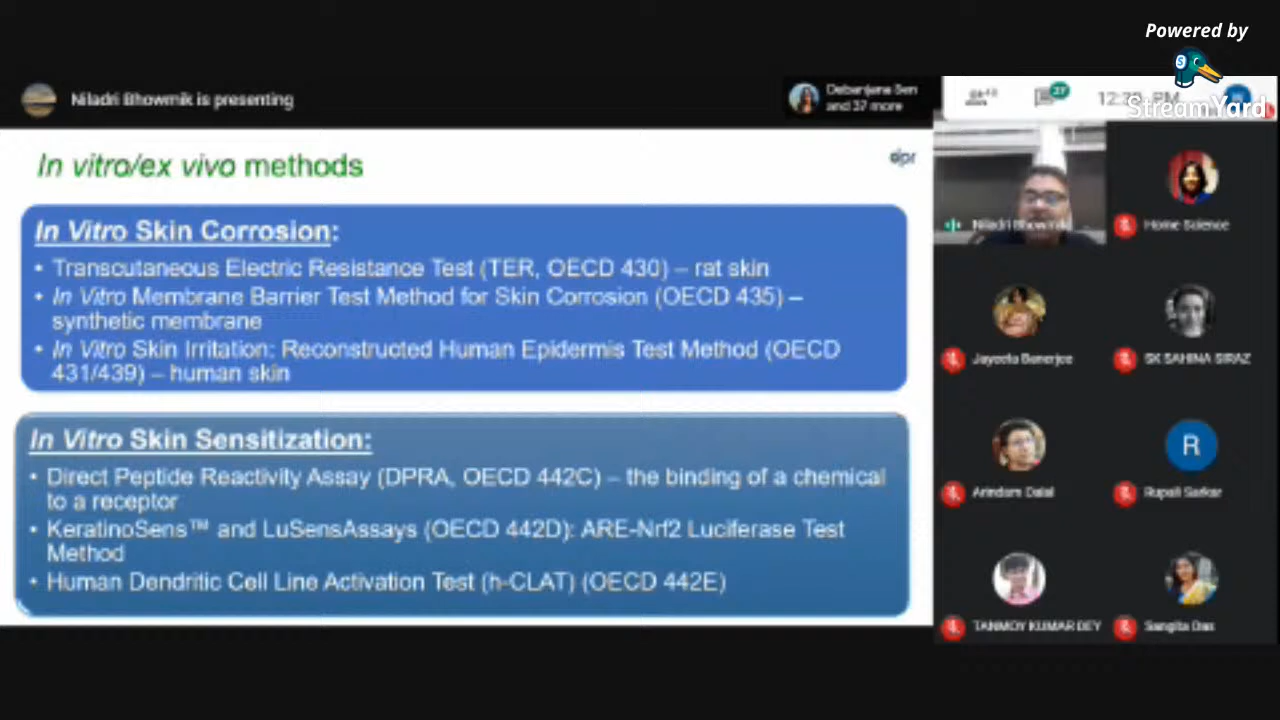 Powered by
StreamYard
Niladri Bhowmik is presenting
Debanjana Sen
and 37 more
27
In vitro/ex vivo methods
dpr
In Vitro Skin Corrosion:
• Transcutaneous Electric Resistance Test (TER, OECD 430) – rat skin
• In Vitro Membrane Barrier Test Method for Skin Corrosion (OECD 435) –
synthetic membrane
• In Vitro Skin Irritation: Reconstructed Human Epidermis Test Method (OECD
431/439) – human skin
In Vitro Skin Sensitization:
• Direct Peptide Reactivity Assay (DPRA, OECD 442C) – the binding of a chemical
to a receptor
• KeratinoSens™ and LuSensAssays (OECD 442D): ARE-Nrf2 Luciferase Test
Method
• Human Dendritic Cell Line Activation Test (h-CLAT) (OECD 442E)
Niladri Bhowmik
Home Science
Jayeeta Banerjee
SK SAHINA SIRAZ
Arindam Dalal
R
Rupali Sarkar
TANMOY KUMAR DEY
Sangita Das